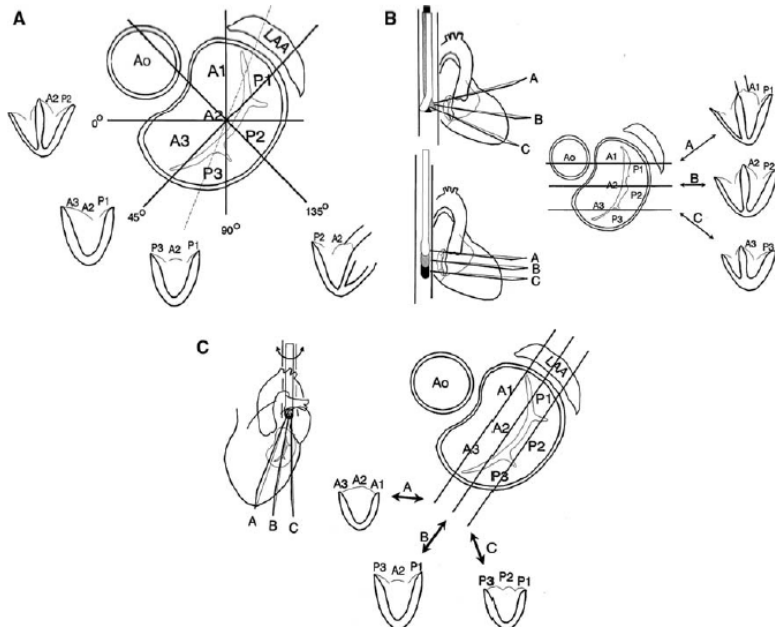 A
Ao
LAA
A1
P1
A2
0°
A3
P2
P3
45°
90°
135°
A2 P2
A3 A2 P1
P3 A2 P1
P2 A2
B
A
B
C
A
B
C
Ao
A1
P1
A2
P2
A3
P3
A
B
C
A1 P1
A2 P2
A3 P3
C
A B C
Ao
LAA
A1
P1
A2
P2
A3
P3
A3 A2 A1
A
B
C
P3 A2 P1
P3 P2 P1